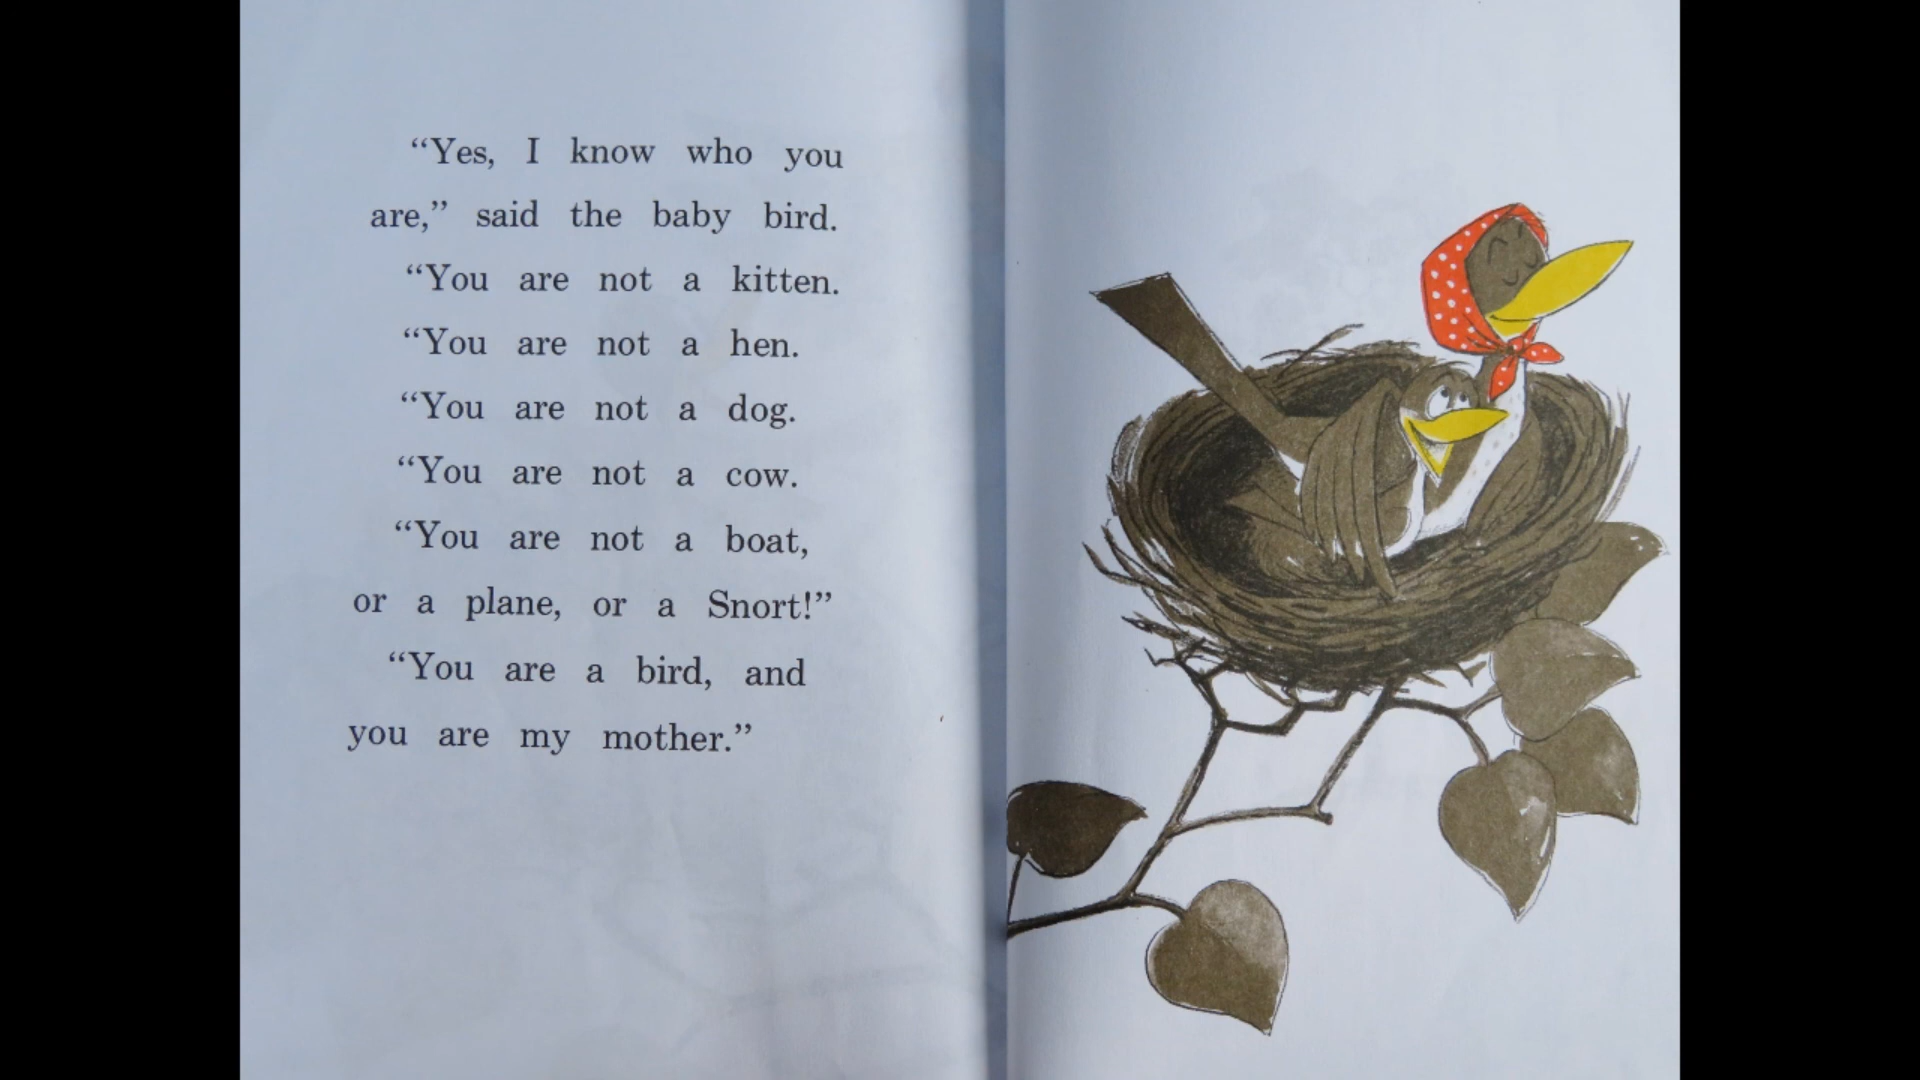 “Yes, I know who you
are,” said the baby bird.
“You are not a kitten.
“You are not a hen.
“You are not a dog.
“You are not a cow.
“You are not a boat,
or a plane, or a Snort!”
“You are a bird, and
you are my mother.”